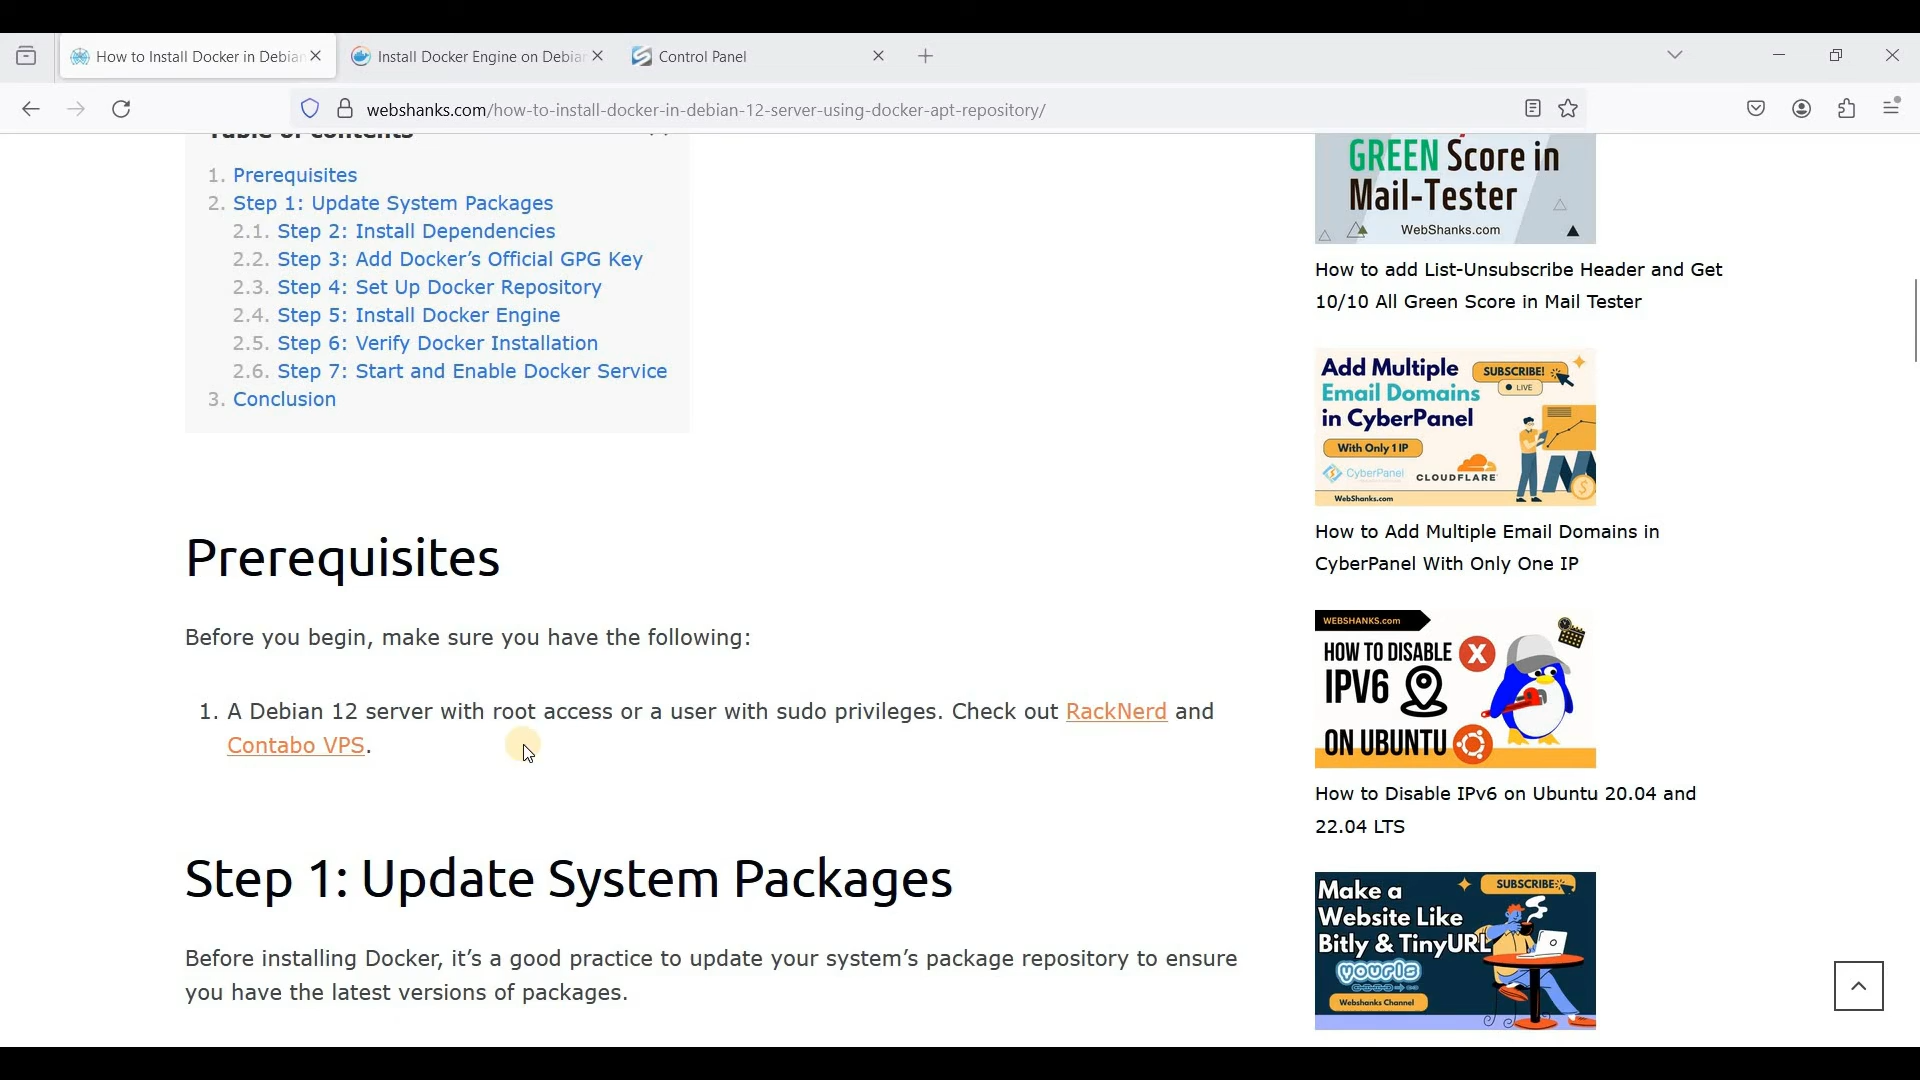 How to Install Docker in Debian
Install Docker Engine on Debia
Control Panel
webshanks.com/how-to-install-docker-in-debian-12-server-using-docker-apt-repository/
Table of contents
1. Prerequisites
2. Step 1: Update System Packages
2.1. Step 2: Install Dependencies
2.2. Step 3: Add Docker’s Official GPG Key
2.3. Step 4: Set Up Docker Repository
2.4. Step 5: Install Docker Engine
2.5. Step 6: Verify Docker Installation
2.6. Step 7: Start and Enable Docker Service
3. Conclusion
Prerequisites
Before you begin, make sure you have the following:
1. A Debian 12 server with root access or a user with sudo privileges. Check out RackNerd and
Contabo VPS.
Step 1: Update System Packages
Before installing Docker, it’s a good practice to update your system’s package repository to ensure
you have the latest versions of packages.
GREEN Score in
Mail-Tester
WebShanks.com
How to add List-Unsubscribe Header and Get
10/10 All Green Score in Mail Tester
Add Multiple
Email Domains
in CyberPanel
SUBSCRIBE!
LIVE
With Only 1 IP
CyberPanel
CLOUDFLARE
WebShanks.com
How to Add Multiple Email Domains in
CyberPanel With Only One IP
WEBSHANKS.com
HOW TO DISABLE
IPV6
ON UBUNTU
X
How to Disable IPv6 on Ubuntu 20.04 and
22.04 LTS
Make a
Website Like
Bitly & TinyURL
SUBSCRIBE
yourls
Webshanks Channel